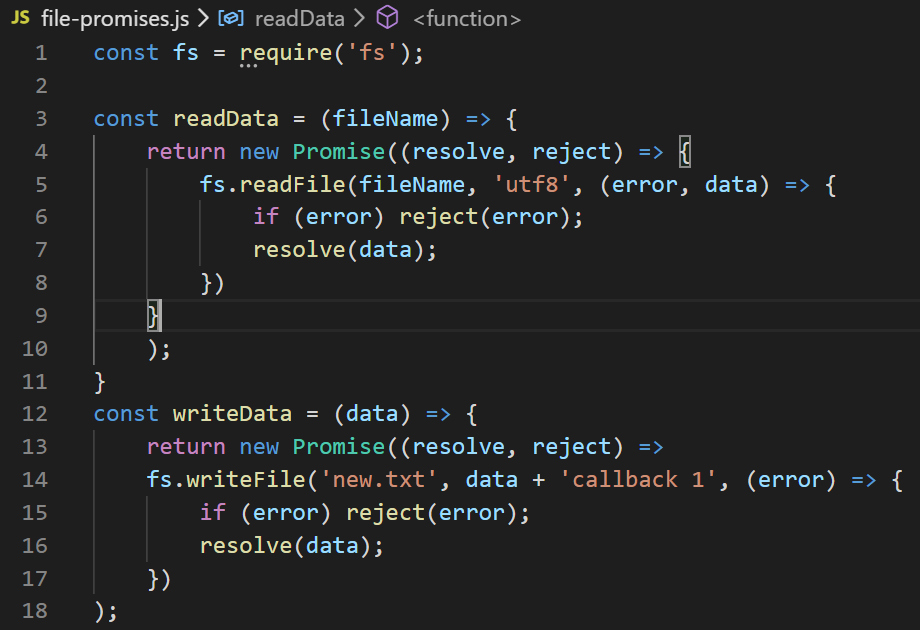 JS file-promises.js > readData > <function>
1 const fs = require('fs');
2
3 const readData = (fileName) => {
4 return new Promise((resolve, reject) => {
5 fs.readFile(fileName, 'utf8', (error, data) => {
6 if (error) reject(error);
7 resolve(data);
8 })
9 }
10 );
11 }
12 const writeData = (data) => {
13 return new Promise((resolve, reject) =>
14 fs.writeFile('new.txt', data + 'callback 1', (error) => {
15 if (error) reject(error);
16 resolve(data);
17 })
18 );